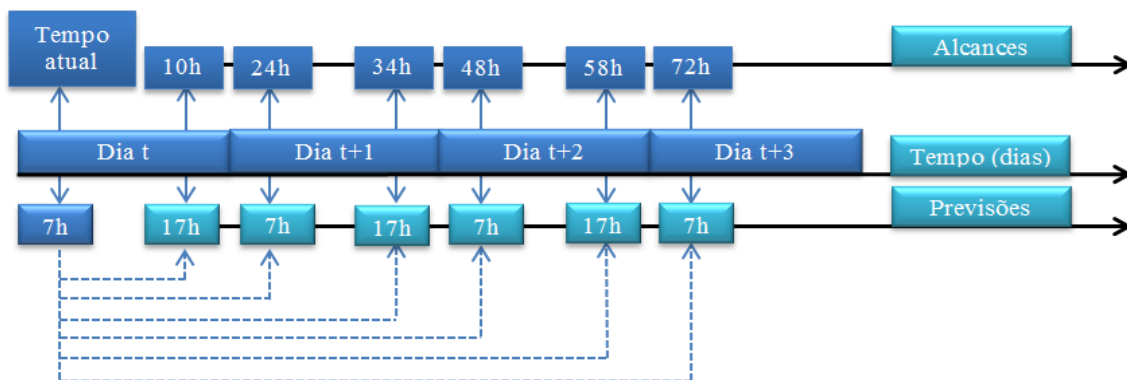 Tempo
atual
10h
24h
34h
48h
58h
72h
Alcances
Dia t
Dia t+1
Dia t+2
Dia t+3
Tempo (dias)
7h
17h
7h
17h
7h
17h
7h
Previsões